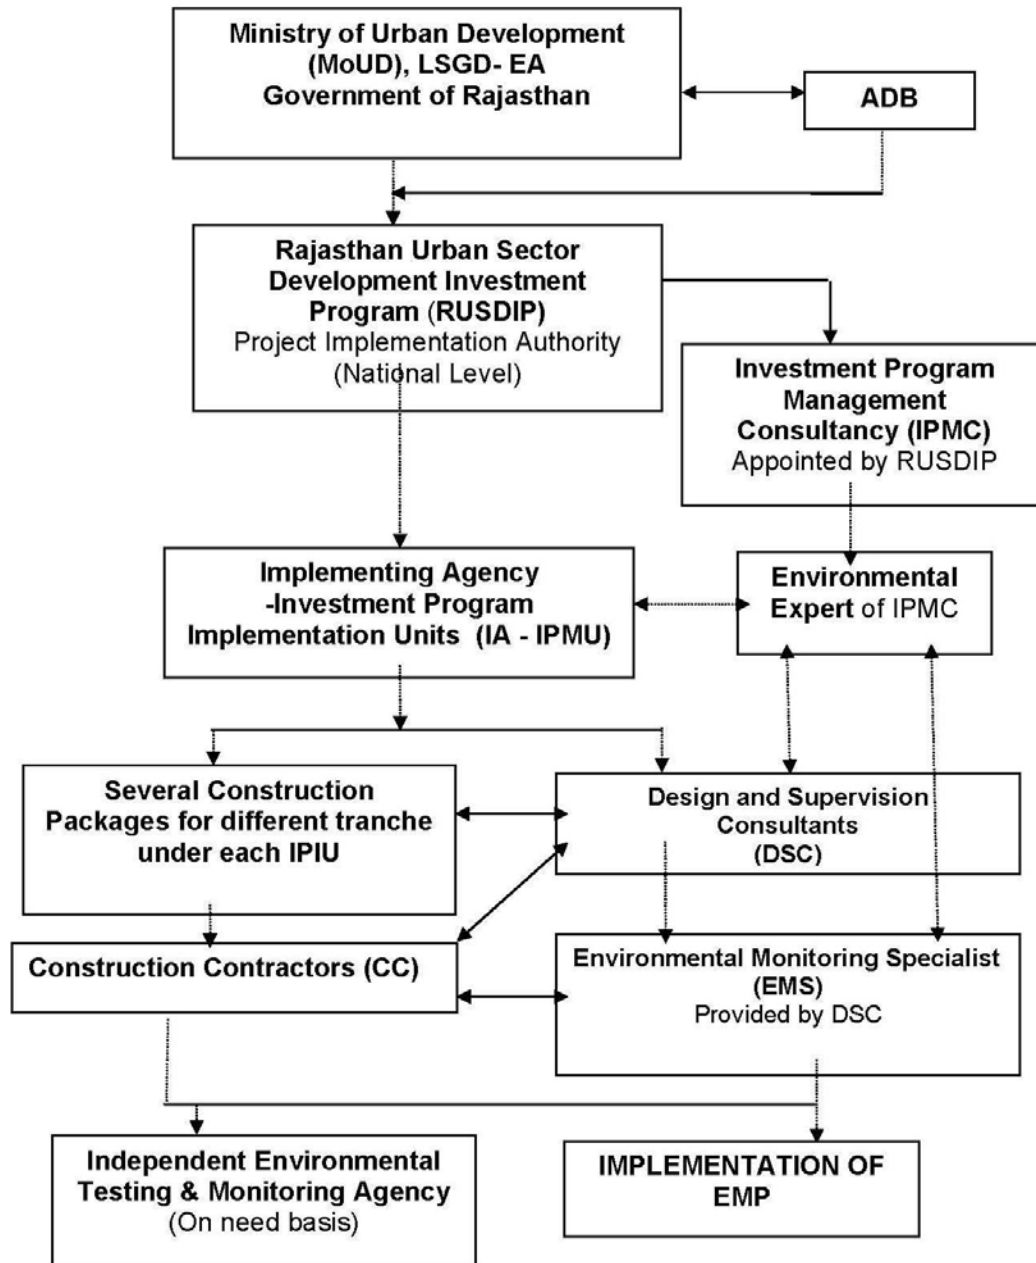 Ministry of Urban Development
(MoUD), LSGD- EA
Government of Rajasthan
ADB
Rajasthan Urban Sector
Development Investment
Program (RUSDIP)
Project Implementation Authority
(National Level)
Investment Program
Management
Consultancy (IPMC)
Appointed by RUSDIP
Implementing Agency
-Investment Program
Implementation Units (IA - IPMU)
Environmental
Expert of IPMC
Several Construction
Packages for different tranche
under each IPIU
Design and Supervision
Consultants
(DSC)
Construction Contractors (CC)
Environmental Monitoring Specialist
(EMS)
Provided by DSC
Independent Environmental
Testing & Monitoring Agency
(On need basis)
IMPLEMENTATION OF
EMP